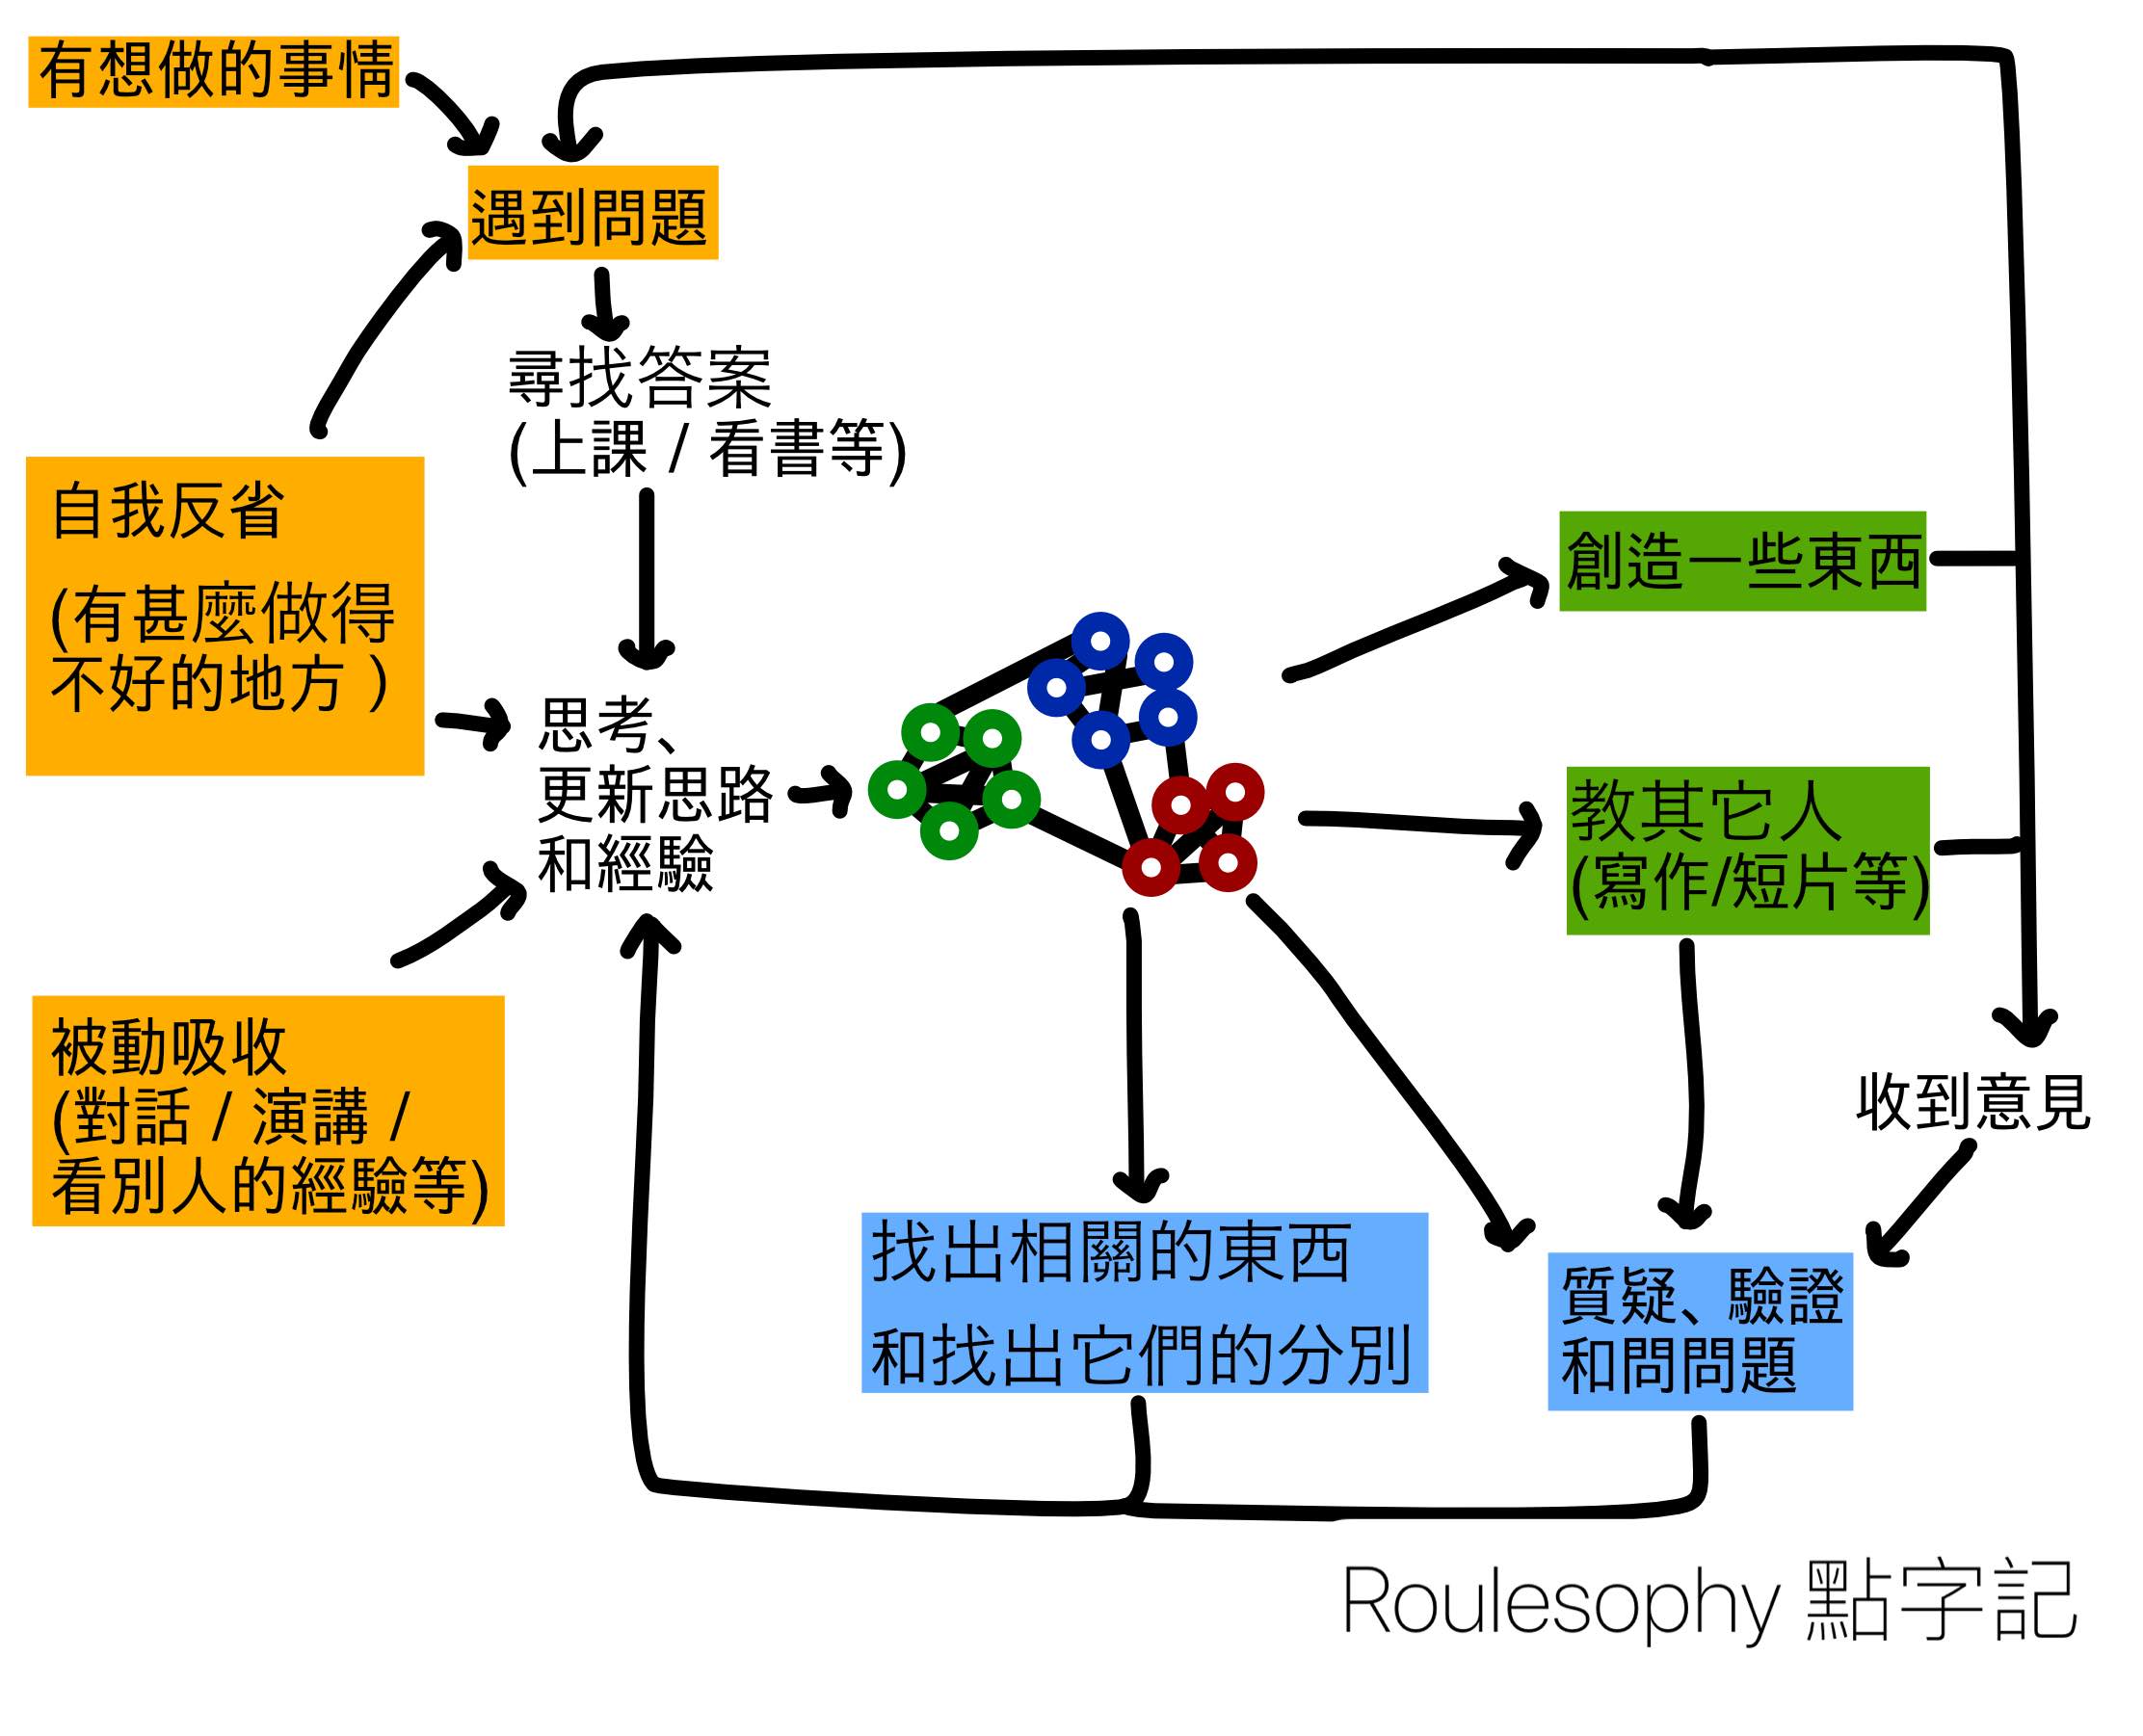 有想做的事情
遇到問題
尋找答案
(上課 / 看書等)
自我反省
(有甚麼做得
不好的地方 )
思考、
更新思路
和經驗
被動吸收
(對話 / 演講 /
看別人的經驗等)
創造一些東西
教其它人
(寫作/短片等)
收到意見
找出相關的東西
和找出它們的分別
質疑、驗證
和問問題
Roulesophy 點字記